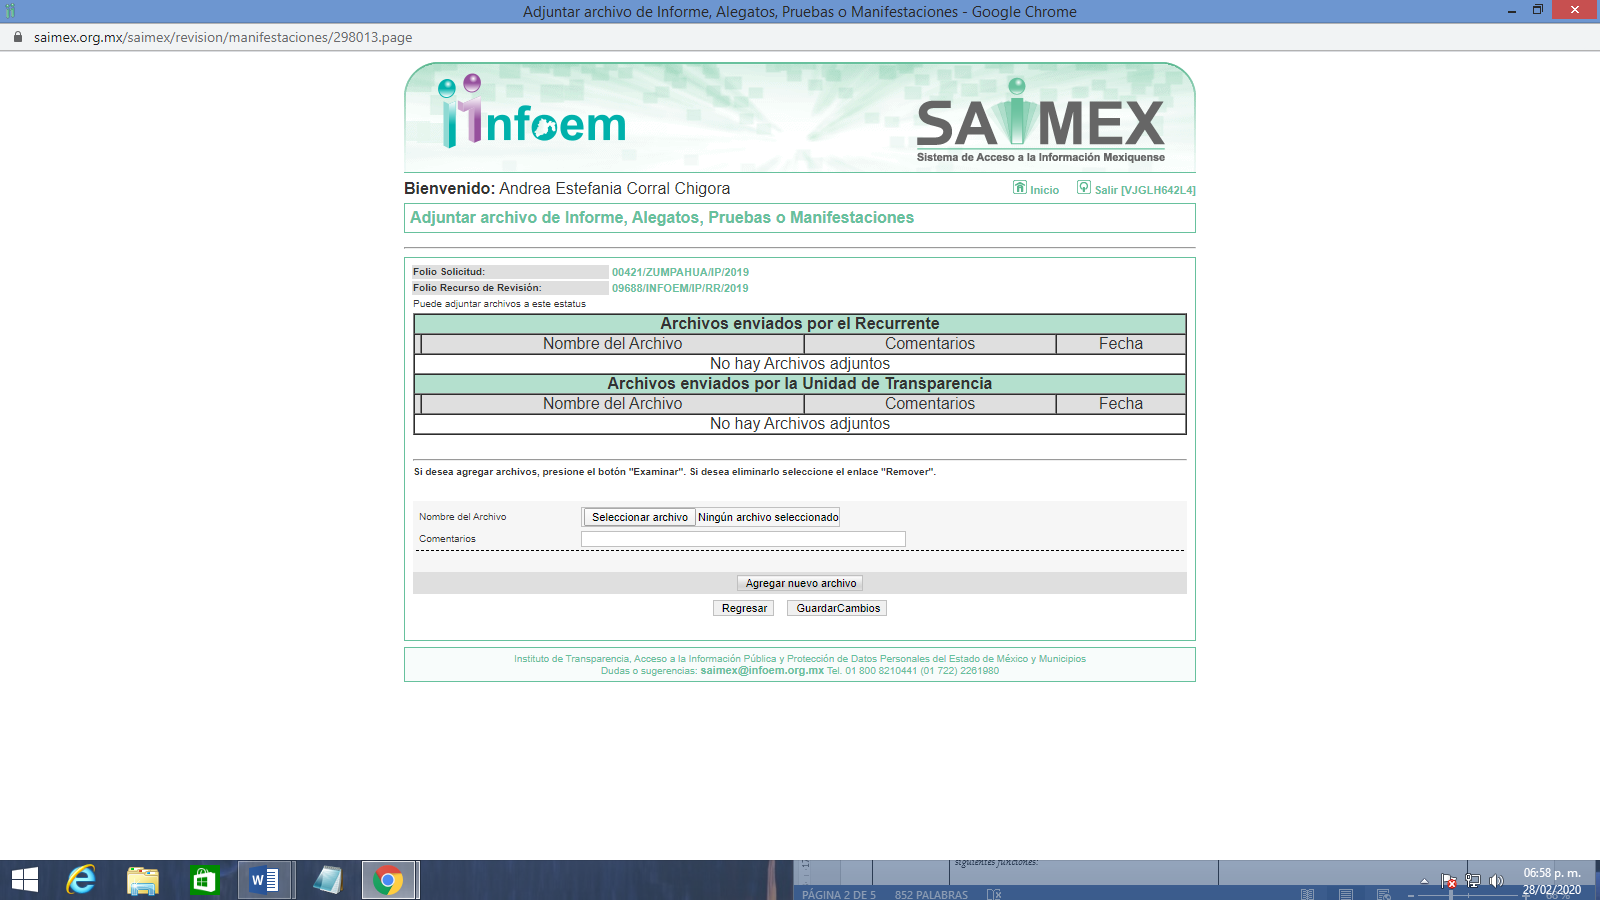 Adjuntar archivo de Informe, Alegatos, Pruebas o Manifestaciones - Google Chrome
saimex.org.mx/saimex/revision/manifestaciones/298013.page
infoem
SAIMEX
Sistema de Acceso a la Información Mexiquense
Bienvenido: Andrea Estefania Corral Chigora
Inicio Salir [VJGLH642L4]
Adjuntar archivo de Informe, Alegatos, Pruebas o Manifestaciones
Folio Solicitud: 00421/ZUMPAHUA/IP/2019
Folio Recurso de Revisión: 09688/INFOEM/IP/RR/2019
Puede adjuntar archivos a este estatus
Archivos enviados por el Recurrente
Nombre del Archivo Comentarios Fecha
No hay Archivos adjuntos
Archivos enviados por la Unidad de Transparencia
Nombre del Archivo Comentarios Fecha
No hay Archivos adjuntos
Si desea agregar archivos, presione el botón "Examinar". Si desea eliminarlo seleccione el enlace "Remover".
Nombre del Archivo Seleccionar archivo Ningún archivo seleccionado
Comentarios
Agregar nuevo archivo
Regresar GuardarCambios
Instituto de Transparencia, Acceso a la Información Pública y Protección de Datos Personales del Estado de México y Municipios
Dudas o sugerencias: saimex@infoem.org.mx Tel. 01 800 8210441 (01 722) 2261980
siguientes funciones:
PÁGINA 2 DE 5 852 PALABRAS
06:58 p. m.
28/02/2020